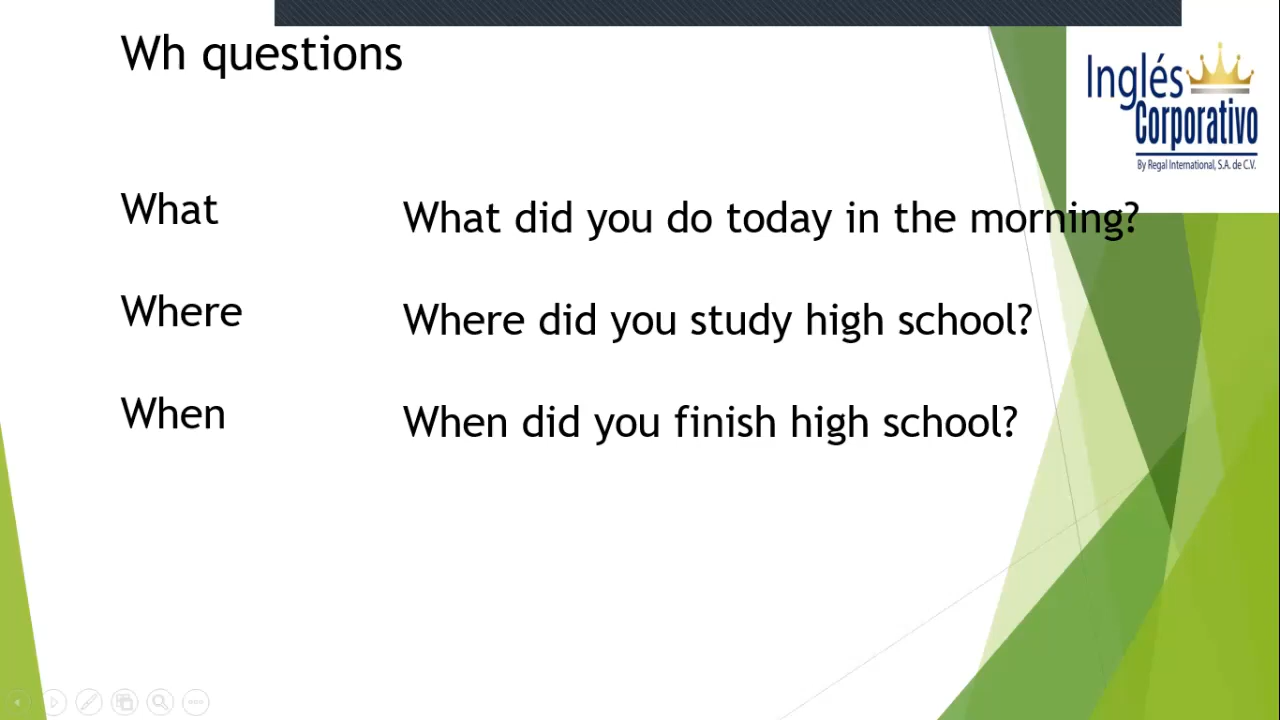 Wh questions
Inglés
Corporativo
By Regal International, S.A. de C.V.
What What did you do today in the morning?
Where Where did you study high school?
When When did you finish high school?